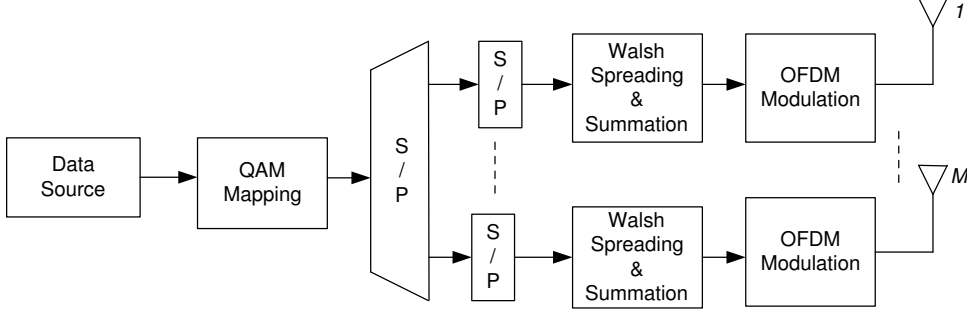 1
S
/
P
Walsh
Spreading
&
Summation
OFDM
Modulation
Data
Source
QAM
Mapping
S
/
P
M
S
/
P
Walsh
Spreading
&
Summation
OFDM
Modulation